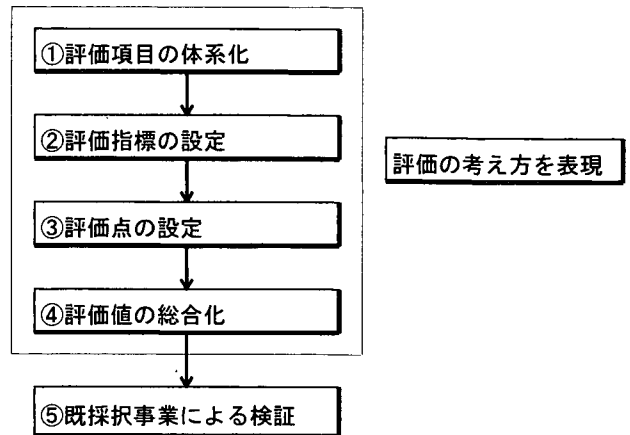 ①評価項目の体系化
②評価指標の設定
評価の考え方を表現
③評価点の設定
④評価値の総合化
⑤既採択事業による検証